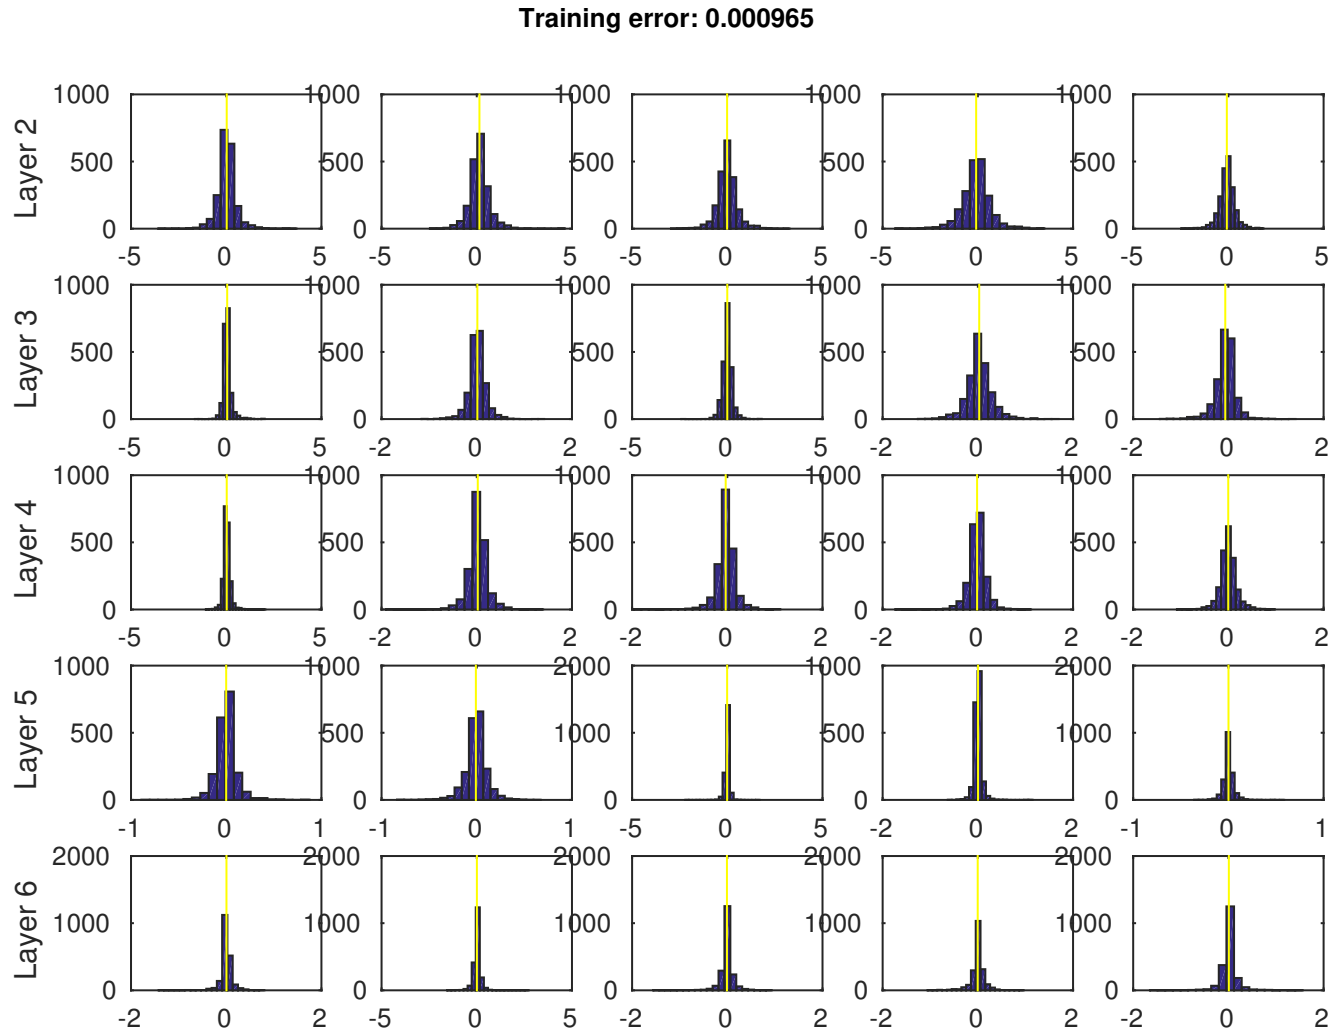 Training error: 0.000965
1000 1000 1000 1000 1000
Layer 2
500 500 500 500 500
0 0 0 0 0
-5 0 5 -5 0 5 -5 0 5 -5 0 5 -5 0 5
1000 1000 1000 1000 1000
Layer 3
500 500 500 500 500
0 0 0 0 0
-5 0 5 -2 0 2 -5 0 5 -2 0 2 -2 0 2
1000 1000 1000 1000 1000
Layer 4
500 500 500 500 500
0 0 0 0 0
-5 0 5 -2 0 2 -2 0 2 -2 0 2 -2 0 2
1000 1000 2000 1000 2000
Layer 5
500 500 1000 500 1000
0 0 0 0 0
-1 0 1 -1 0 1 -5 0 5 -2 0 2 -1 0 1
2000 2000 2000 2000 2000
Layer 6
1000 1000 1000 1000 1000
0 0 0 0 0
-2 0 2 -5 0 5 -2 0 2 -2 0 2 -2 0 2